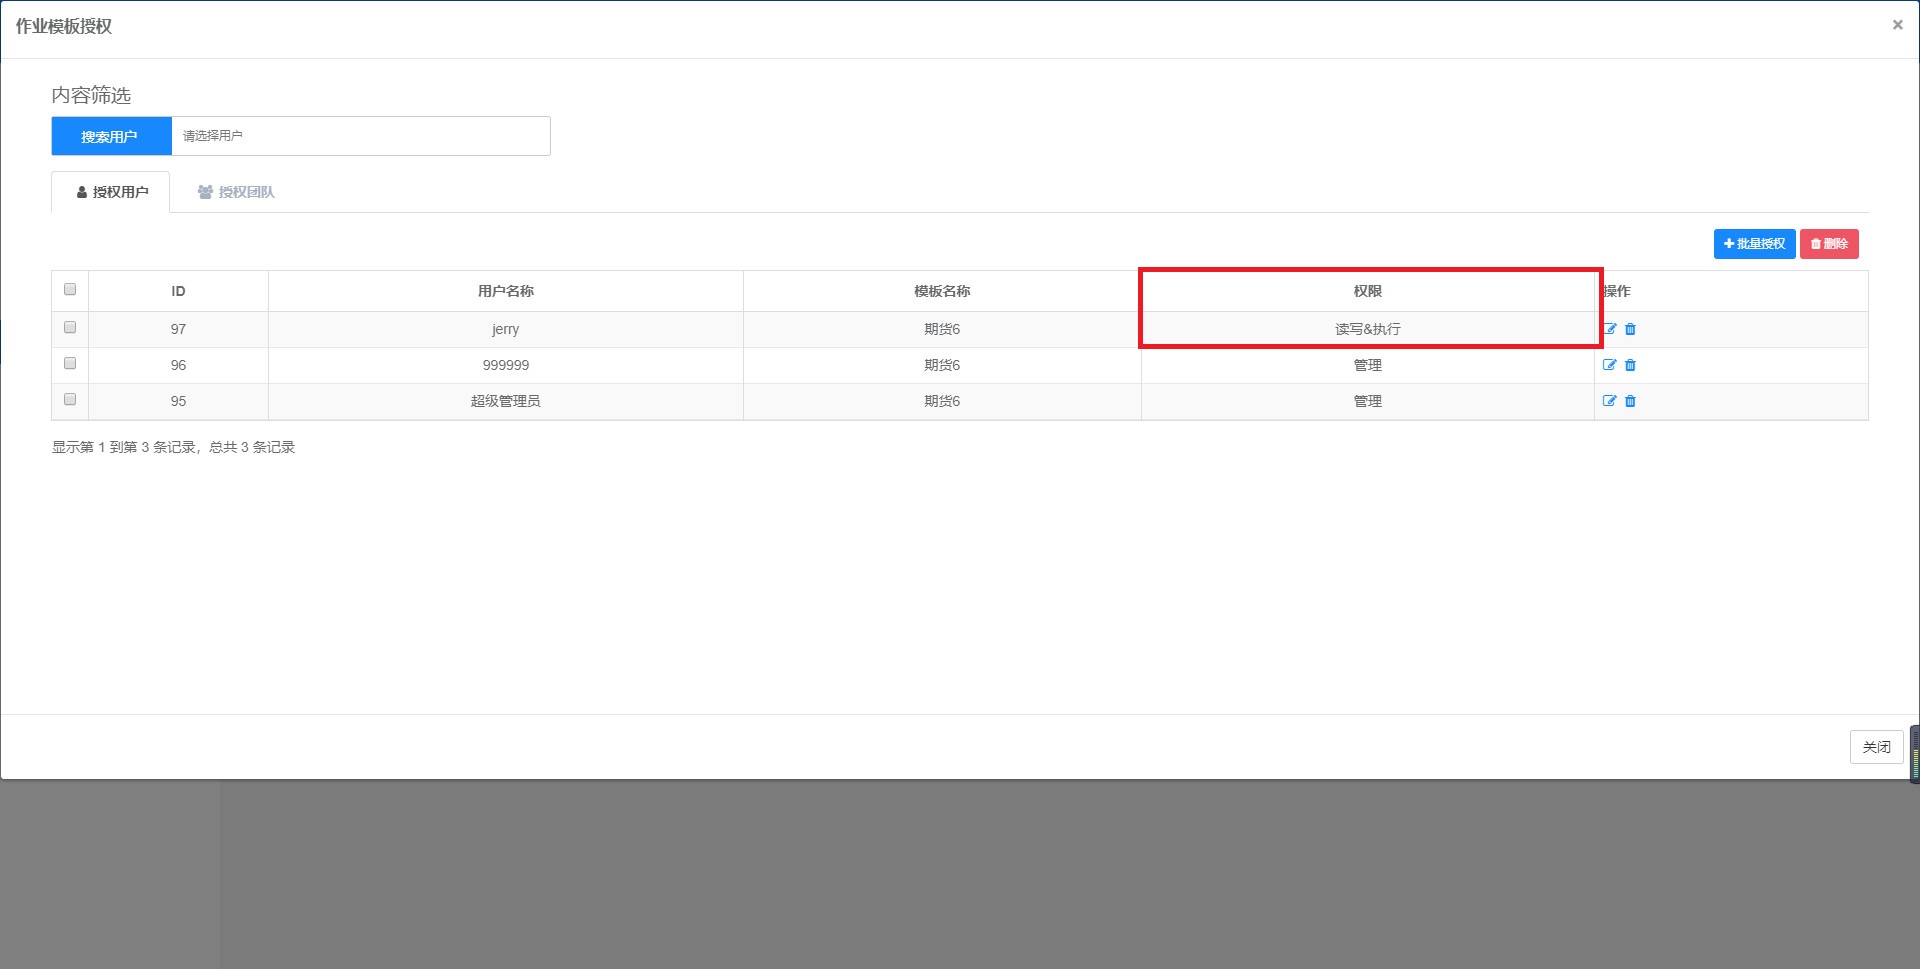 作业模板授权
×
内容筛选
搜索用户 请选择用户
授权用户 授权团队
批量授权 删除
ID 用户名称 模板名称 权限 操作
97 jerry 期货6 读写&执行
96 999999 期货6 管理
95 超级管理员 期货6 管理
显示第 1 到第 3 条记录，总共 3 条记录
关闭